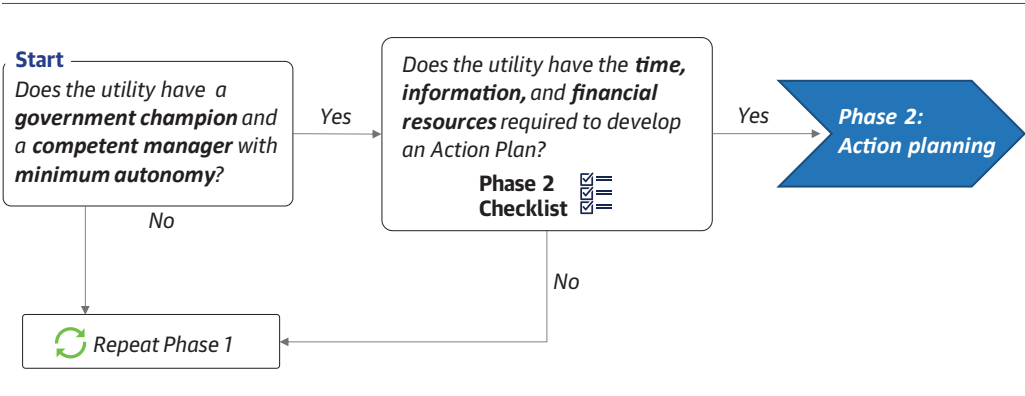 Start
Does the utility have a
government champion and
a competent manager with
minimum autonomy?
Yes
Does the utility have the time,
information, and financial
resources required to develop
an Action Plan?
Phase 2
Checklist
Yes
Phase 2:
Action planning
No
No
Repeat Phase 1